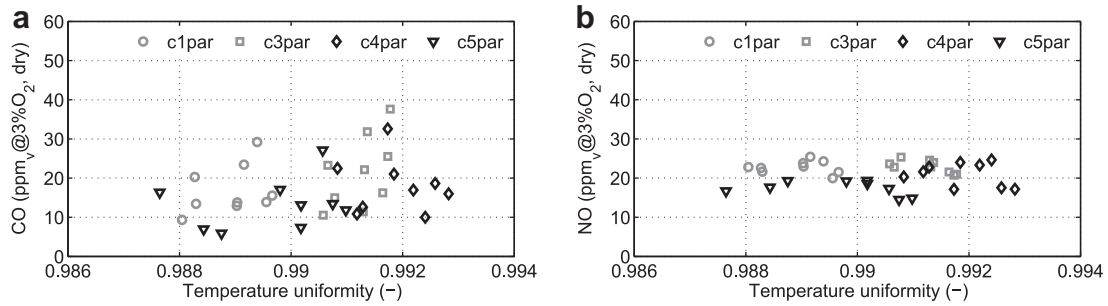 a
60
50
40
30
20
10
0
CO (ppmv@3%O2, dry)
c1par c3par c4par c5par
0.986 0.988 0.99 0.992 0.994
Temperature uniformity (−)
b
60
50
40
30
20
10
0
NO (ppmv@3%O2, dry)
c1par c3par c4par c5par
0.986 0.988 0.99 0.992 0.994
Temperature uniformity (−)